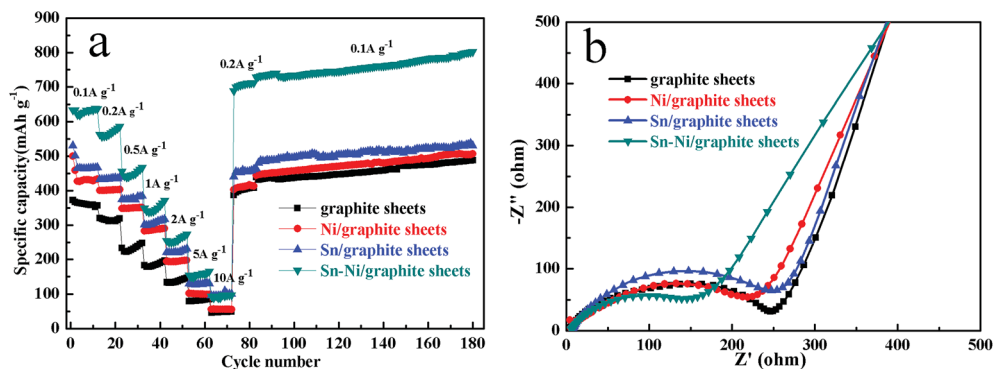 a
900
800
700
600
500
400
300
200
100
0
Specific capacity(mAh g⁻¹)
0.1A g⁻¹
0.2A g⁻¹
0.5A g⁻¹
1A g⁻¹
2A g⁻¹
5A g⁻¹
10A g⁻¹
0.2A g⁻¹
0.1A g⁻¹
graphite sheets
Ni/graphite sheets
Sn/graphite sheets
Sn-Ni/graphite sheets
0 20 40 60 80 100 120 140 160 180
Cycle number
b
500
400
300
200
100
0
-Z'' (ohm)
graphite sheets
Ni/graphite sheets
Sn/graphite sheets
Sn-Ni/graphite sheets
0 100 200 300 400 500
Z' (ohm)